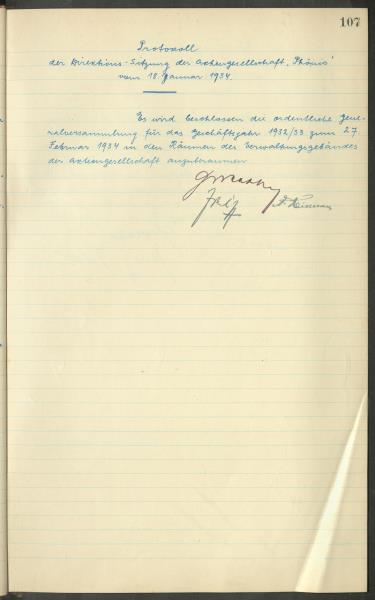 107
Protokoll
der Direktions-Sitzung der Aktiengesellschaft "Phönix"
vom 18. Januar 1934.
Es wird beschlossen die ordentliche Gene-
ralversammlung für das Geschäftsjahr 1932/33 zum 27.
Februar 1934 in den Räumen des Verwaltungsgebäudes
der Aktiengesellschaft anzuberaumen